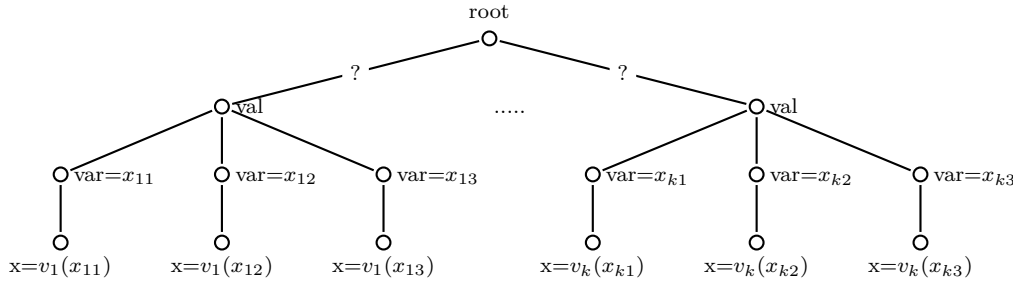 root
? ?
val ..... val
var=x₁₁ var=x₁₂ var=x₁₃ var=xₖ₁ var=xₖ₂ var=xₖ₃
x=v₁(x₁₁) x=v₁(x₁₂) x=v₁(x₁₃) x=vₖ(xₖ₁) x=vₖ(xₖ₂) x=vₖ(xₖ₃)